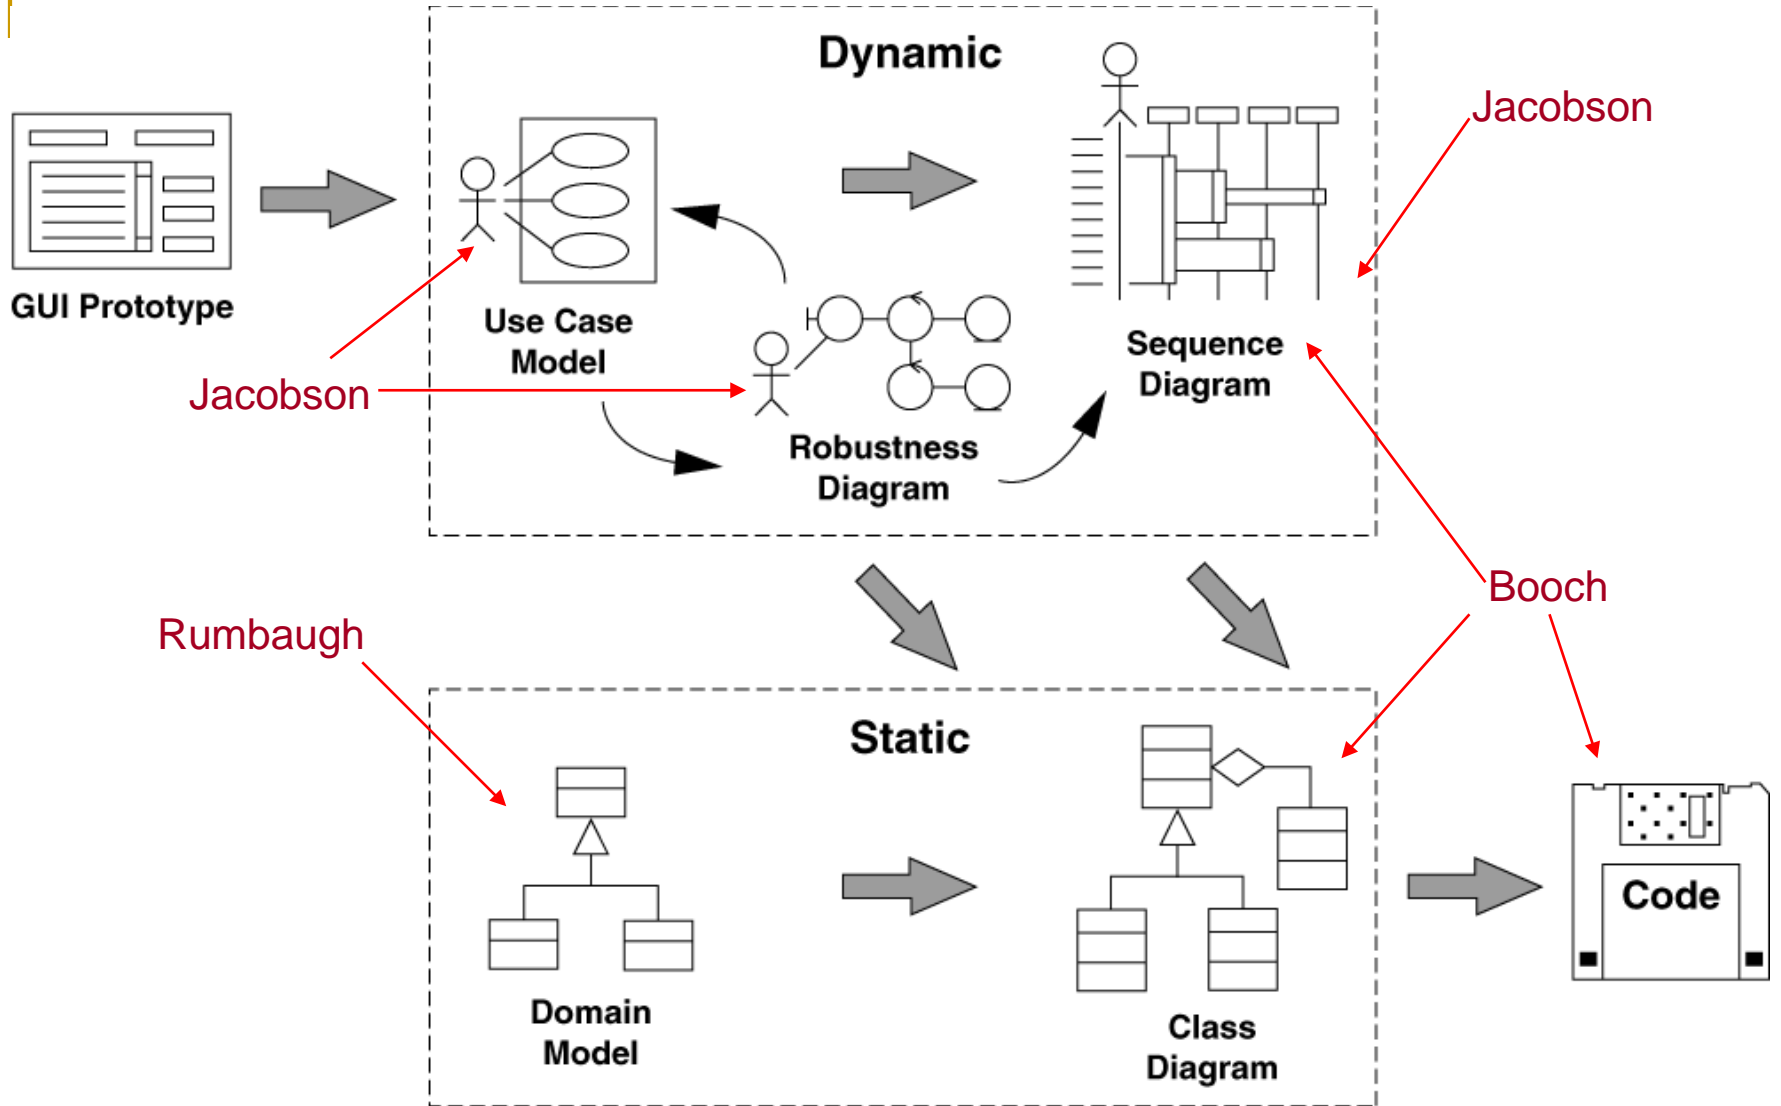 Dynamic
Jacobson
GUI Prototype
Use Case
Model
Sequence
Diagram
Jacobson
Robustness
Diagram
Booch
Rumbaugh
Static
Code
Domain
Model
Class
Diagram